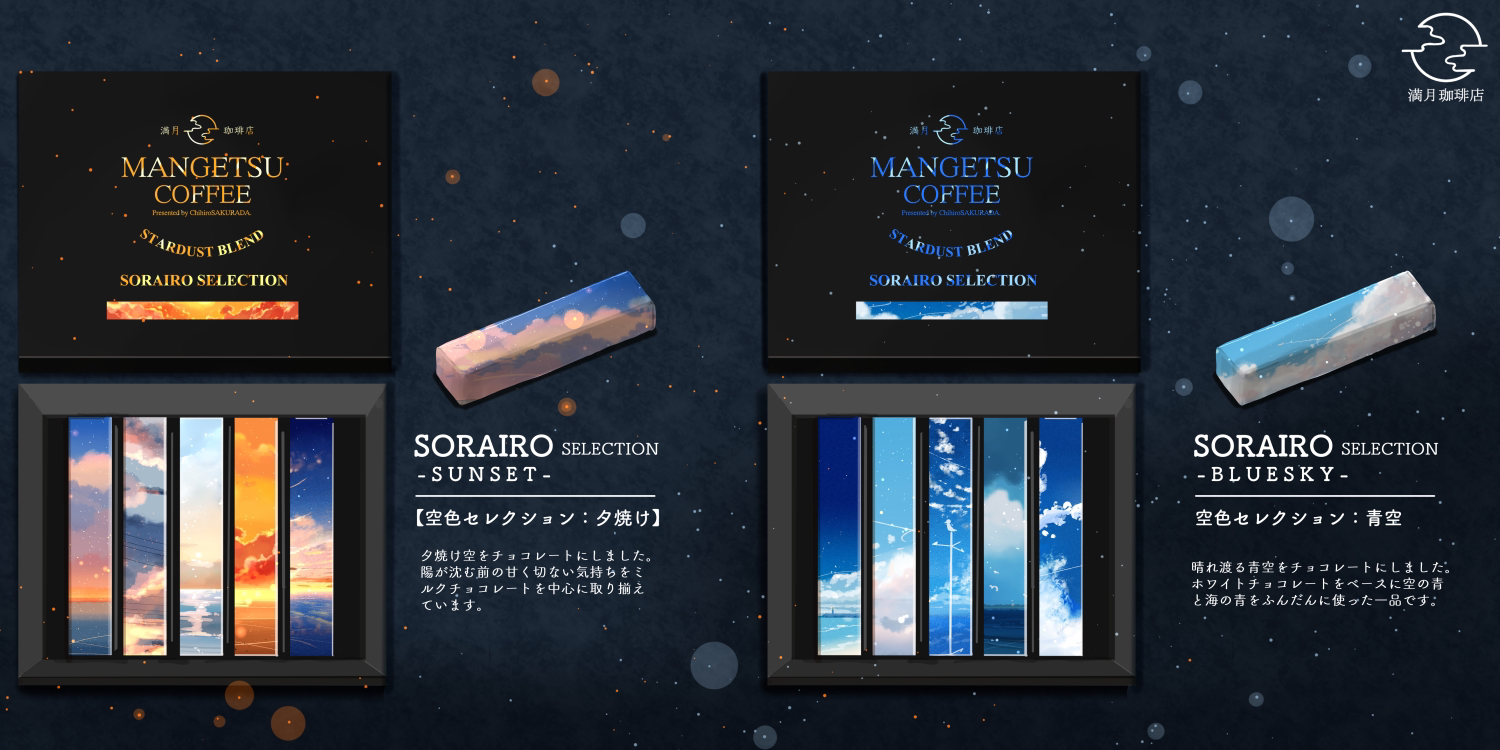 満月 珈琲店
MANGETSU
COFFEE
Presented by ChihiroSAKURADA.
STARDUST BLEND
SORAIRO SELECTION
SORAIRO SELECTION
-SUNSET-
【空色セレクション：夕焼け】
夕焼け空をチョコレートにしました。
陽が沈む前の甘く切ない気持ちをミ
ルクチョコレートを中心に取り揃え
ています。
満月 珈琲店
MANGETSU
COFFEE
Presented by ChihiroSAKURADA.
STARDUST BLEND
SORAIRO SELECTION
満月珈琲店
SORAIRO SELECTION
-BLUESKY-
空色セレクション：青空
晴れ渡る青空をチョコレートにしました。
ホワイトチョコレートをベースに空の青
と海の青をふんだんに使った一品です。